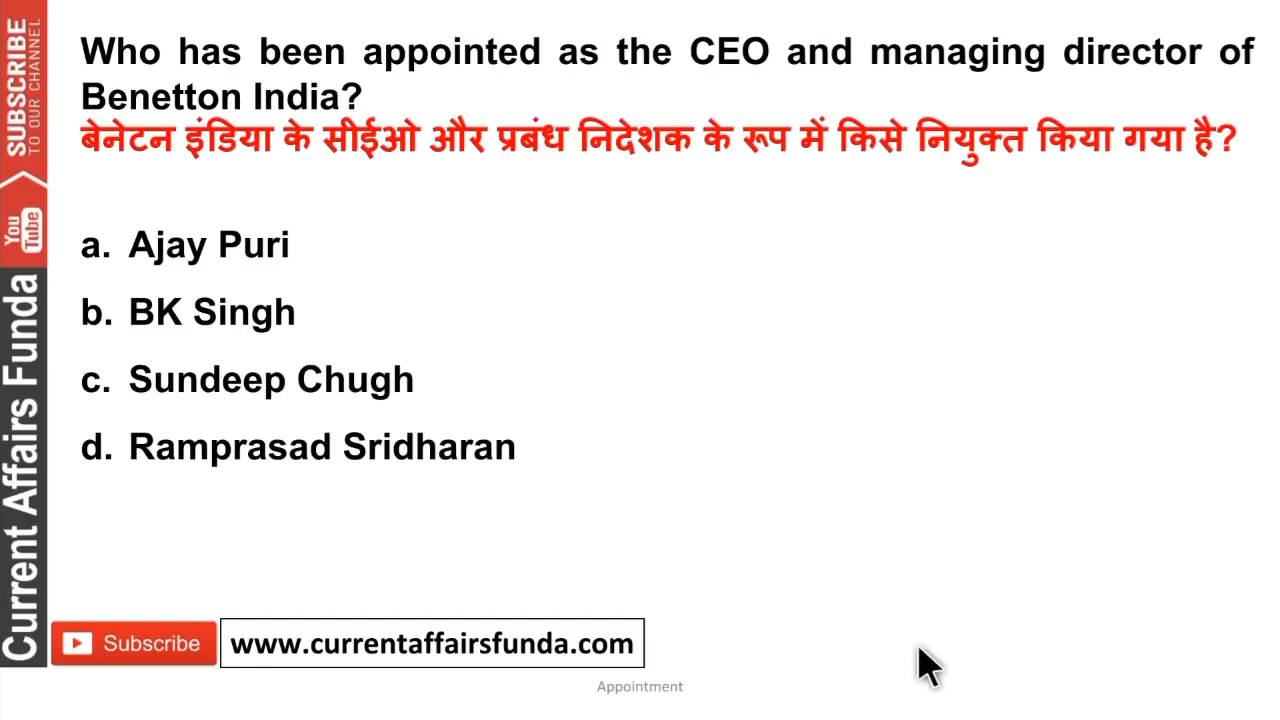 Who has been appointed as the CEO and managing director of
Benetton India?
बेनेटन इंडिया के सीईओ और प्रबंध निदेशक के रूप में किसे नियुक्त किया गया है?
a. Ajay Puri
b. BK Singh
c. Sundeep Chugh
d. Ramprasad Sridharan
SUBSCRIBE
TO OUR CHANNEL
You
Tube
Current Affairs Funda
Subscribe
www.currentaffairsfunda.com
Appointment